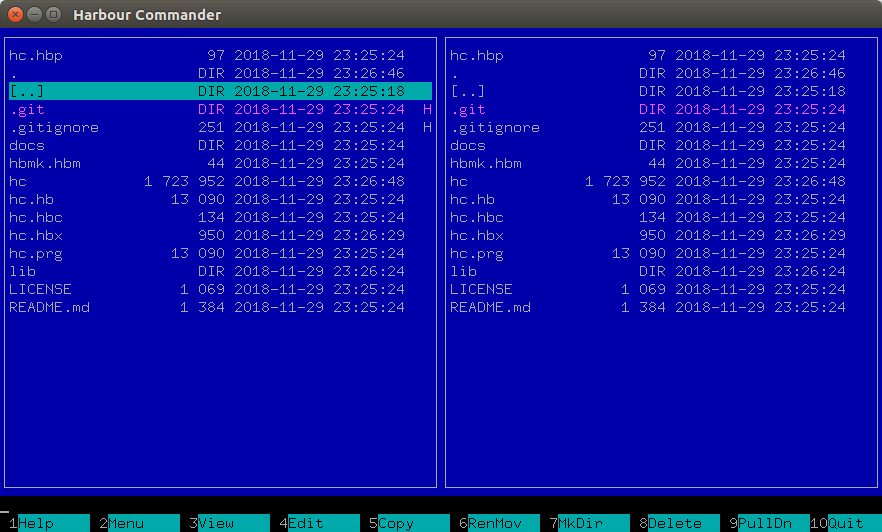 Harbour Commander
hc.hbp 97 2018-11-29 23:25:24
. DIR 2018-11-29 23:26:46
[..] DIR 2018-11-29 23:25:18
.git DIR 2018-11-29 23:25:24 H
.gitignore 251 2018-11-29 23:25:24 H
docs DIR 2018-11-29 23:25:24
hbmk.hbm 44 2018-11-29 23:25:24
hc 1 723 952 2018-11-29 23:26:48
hc.hb 13 090 2018-11-29 23:25:24
hc.hbc 134 2018-11-29 23:25:24
hc.hbx 950 2018-11-29 23:26:29
hc.prg 13 090 2018-11-29 23:25:24
lib DIR 2018-11-29 23:26:24
LICENSE 1 069 2018-11-29 23:25:24
README.md 1 384 2018-11-29 23:25:24
hc.hbp 97 2018-11-29 23:25:24
. DIR 2018-11-29 23:26:46
[..] DIR 2018-11-29 23:25:18
.git DIR 2018-11-29 23:25:24
.gitignore 251 2018-11-29 23:25:24
docs DIR 2018-11-29 23:25:24
hbmk.hbm 44 2018-11-29 23:25:24
hc 1 723 952 2018-11-29 23:26:48
hc.hb 13 090 2018-11-29 23:25:24
hc.hbc 134 2018-11-29 23:25:24
hc.hbx 950 2018-11-29 23:26:29
hc.prg 13 090 2018-11-29 23:25:24
lib DIR 2018-11-29 23:26:24
LICENSE 1 069 2018-11-29 23:25:24
README.md 1 384 2018-11-29 23:25:24
1Help 2Menu 3View 4Edit 5Copy 6RenMov 7MkDir 8Delete 9PullDn 10Quit